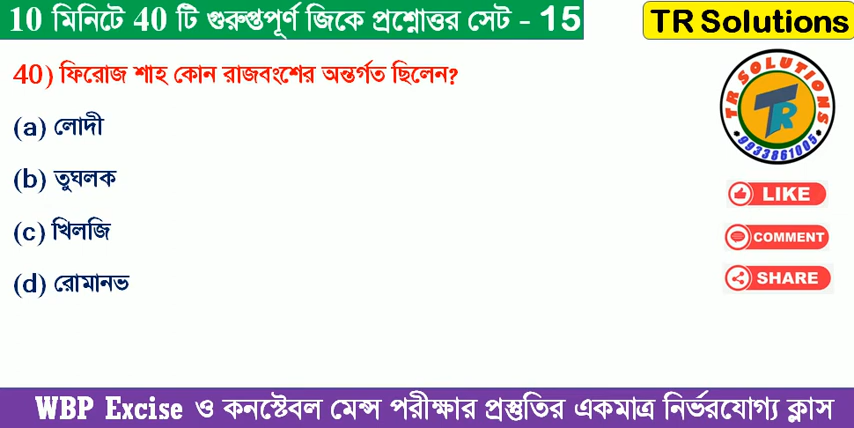 10 মিনিটে 40 টি গুরুত্বপূর্ণ জিকে প্রশ্নোত্তর সেট - 15
TR Solutions
40) ফিরোজ শাহ কোন রাজবংশের অন্তর্গত ছিলেন?
(a) লোদী
(b) তুঘলক
(c) খিলজি
(d) রোমানভ
TR SOLUTIONS
TR
9933861005
LIKE
COMMENT
SHARE
WBP Excise ও কনস্টেবল মেন্স পরীক্ষার প্রস্তুতির একমাত্র নির্ভরযোগ্য ক্লাস